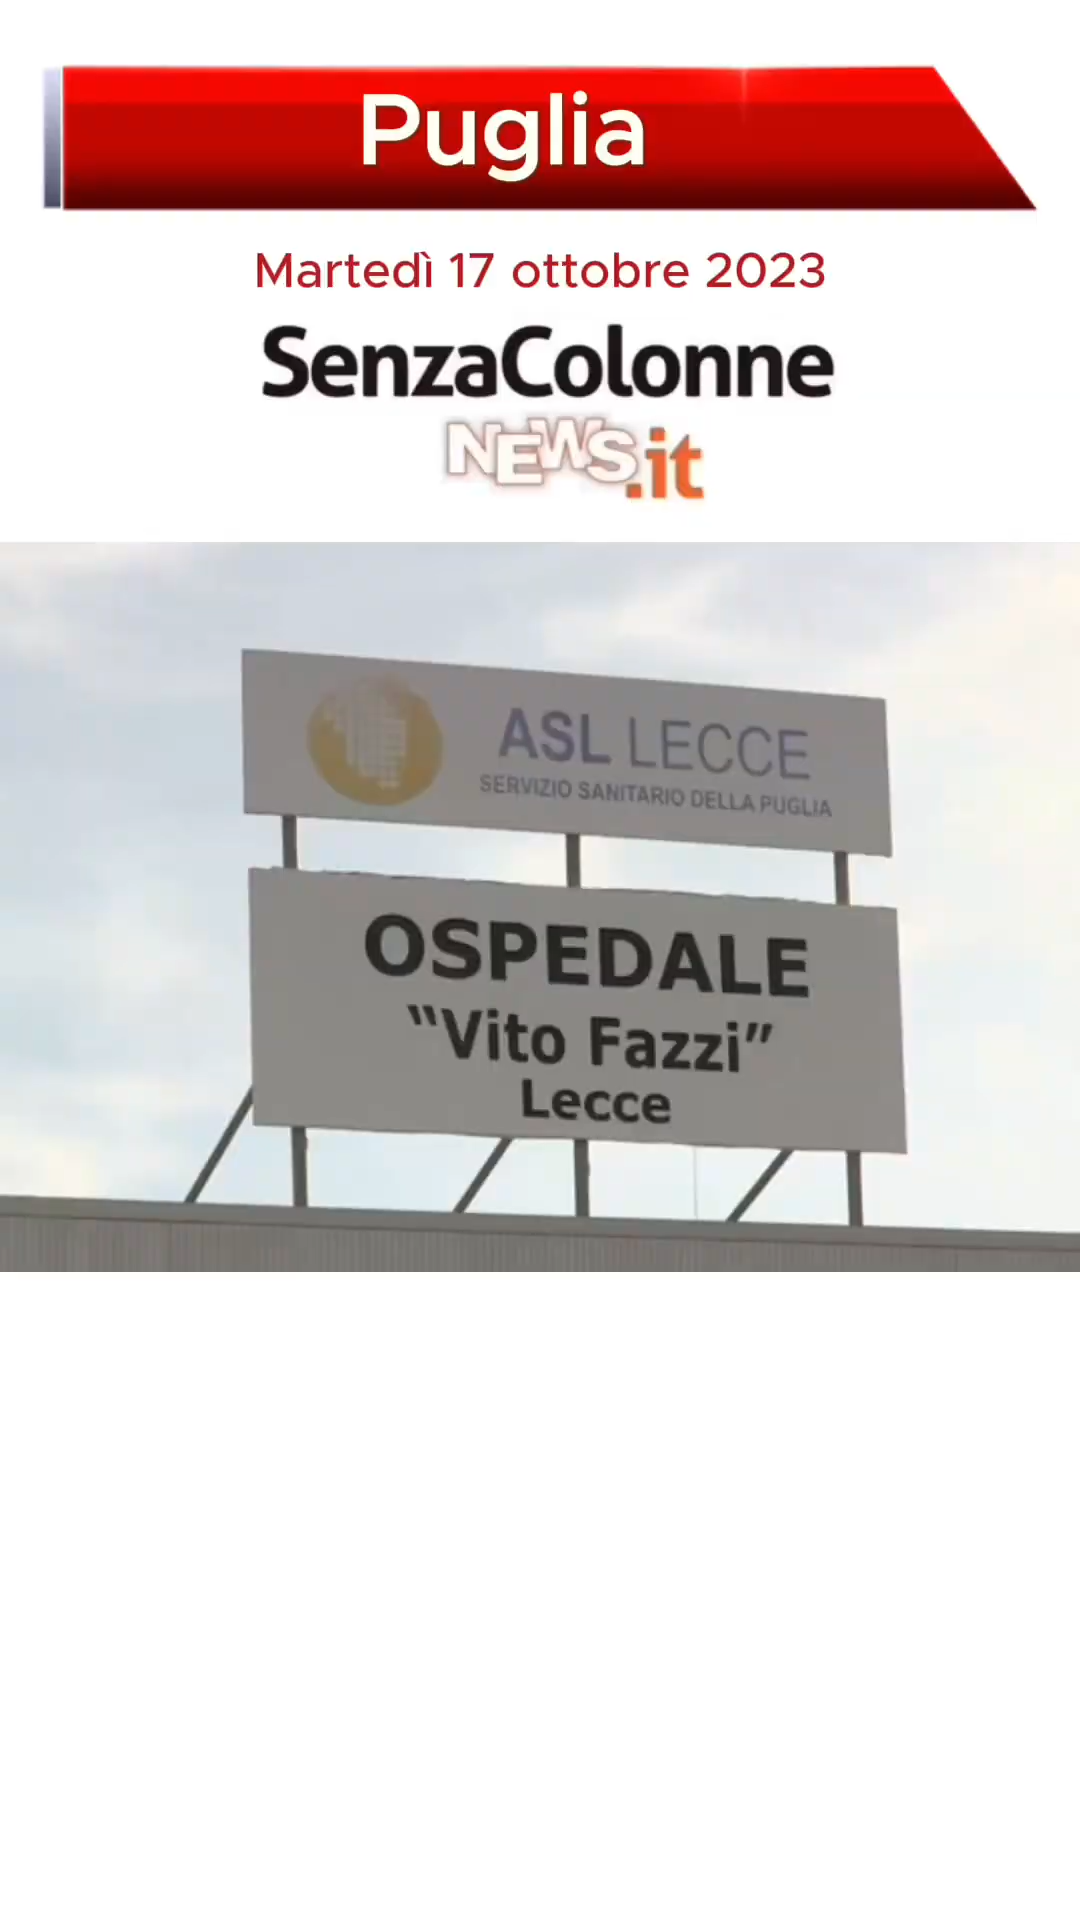 Puglia
Martedì 17 ottobre 2023
SenzaColonne
NEWS.it
ASL LECCE
SERVIZIO SANITARIO DELLA PUGLIA
OSPEDALE
"Vito Fazzi"
Lecce